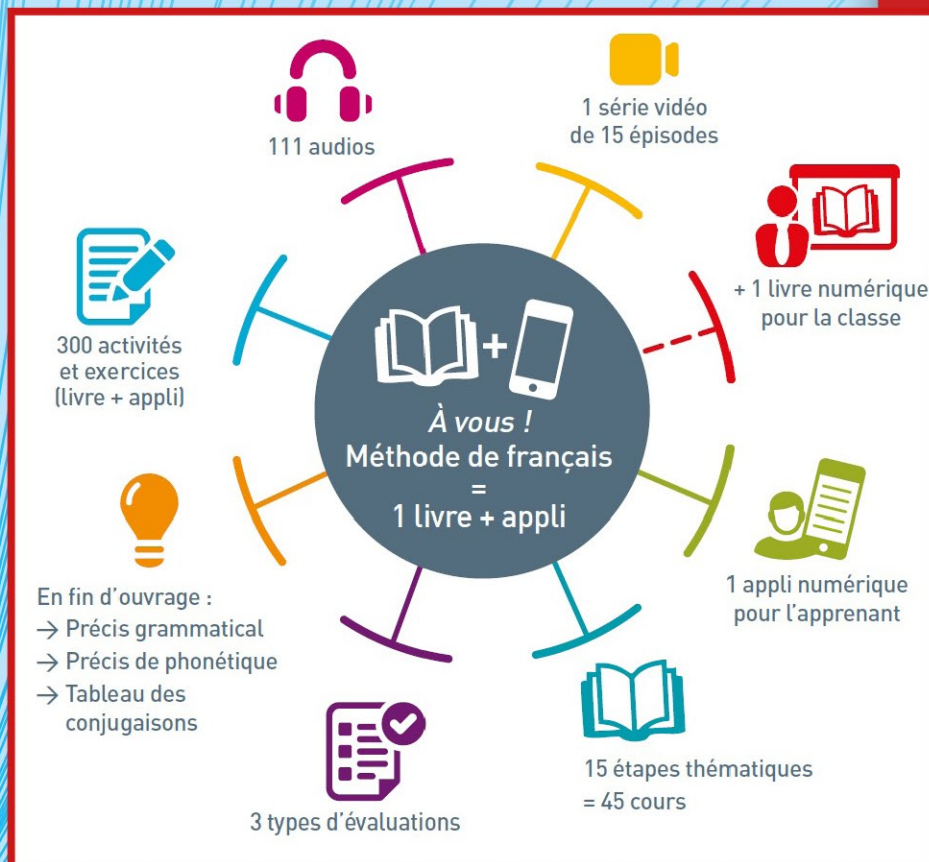 111 audios
1 série vidéo
de 15 épisodes
+ 1 livre numérique
pour la classe
300 activités
et exercices
(livre + appli)
+
À vous !
Méthode de français
=
1 livre + appli
1 appli numérique
pour l'apprenant
En fin d'ouvrage :
→ Précis grammatical
→ Précis de phonétique
→ Tableau des
conjugaisons
15 étapes thématiques
= 45 cours
3 types d'évaluations